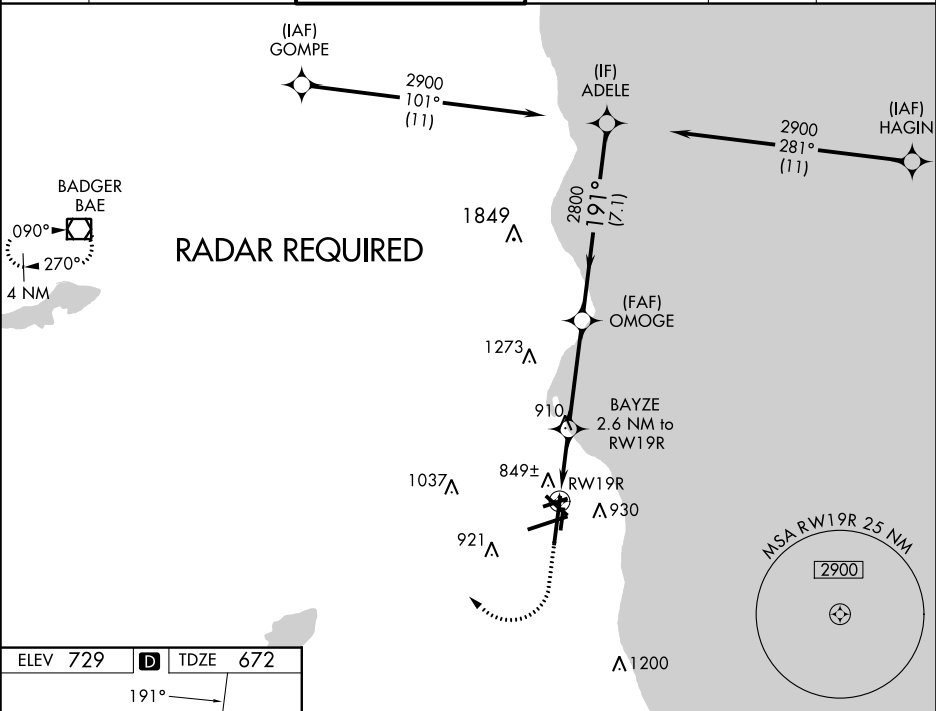 (IAF)
GOMPE
2900
101°
(11)
(IF)
ADELE
(IAF)
HAGIN
2900
281°
(11)
BADGER
BAE
090°
270°
4 NM
RADAR REQUIRED
1849
2800
191°
(7.1)
(FAF)
OMOGE
1273
910
BAYZE
2.6 NM to
RW19R
849±
RW19R
1037
930
921
MSA RW19R 25 NM
2900
1200
ELEV 729
D
TDZE 672
191°